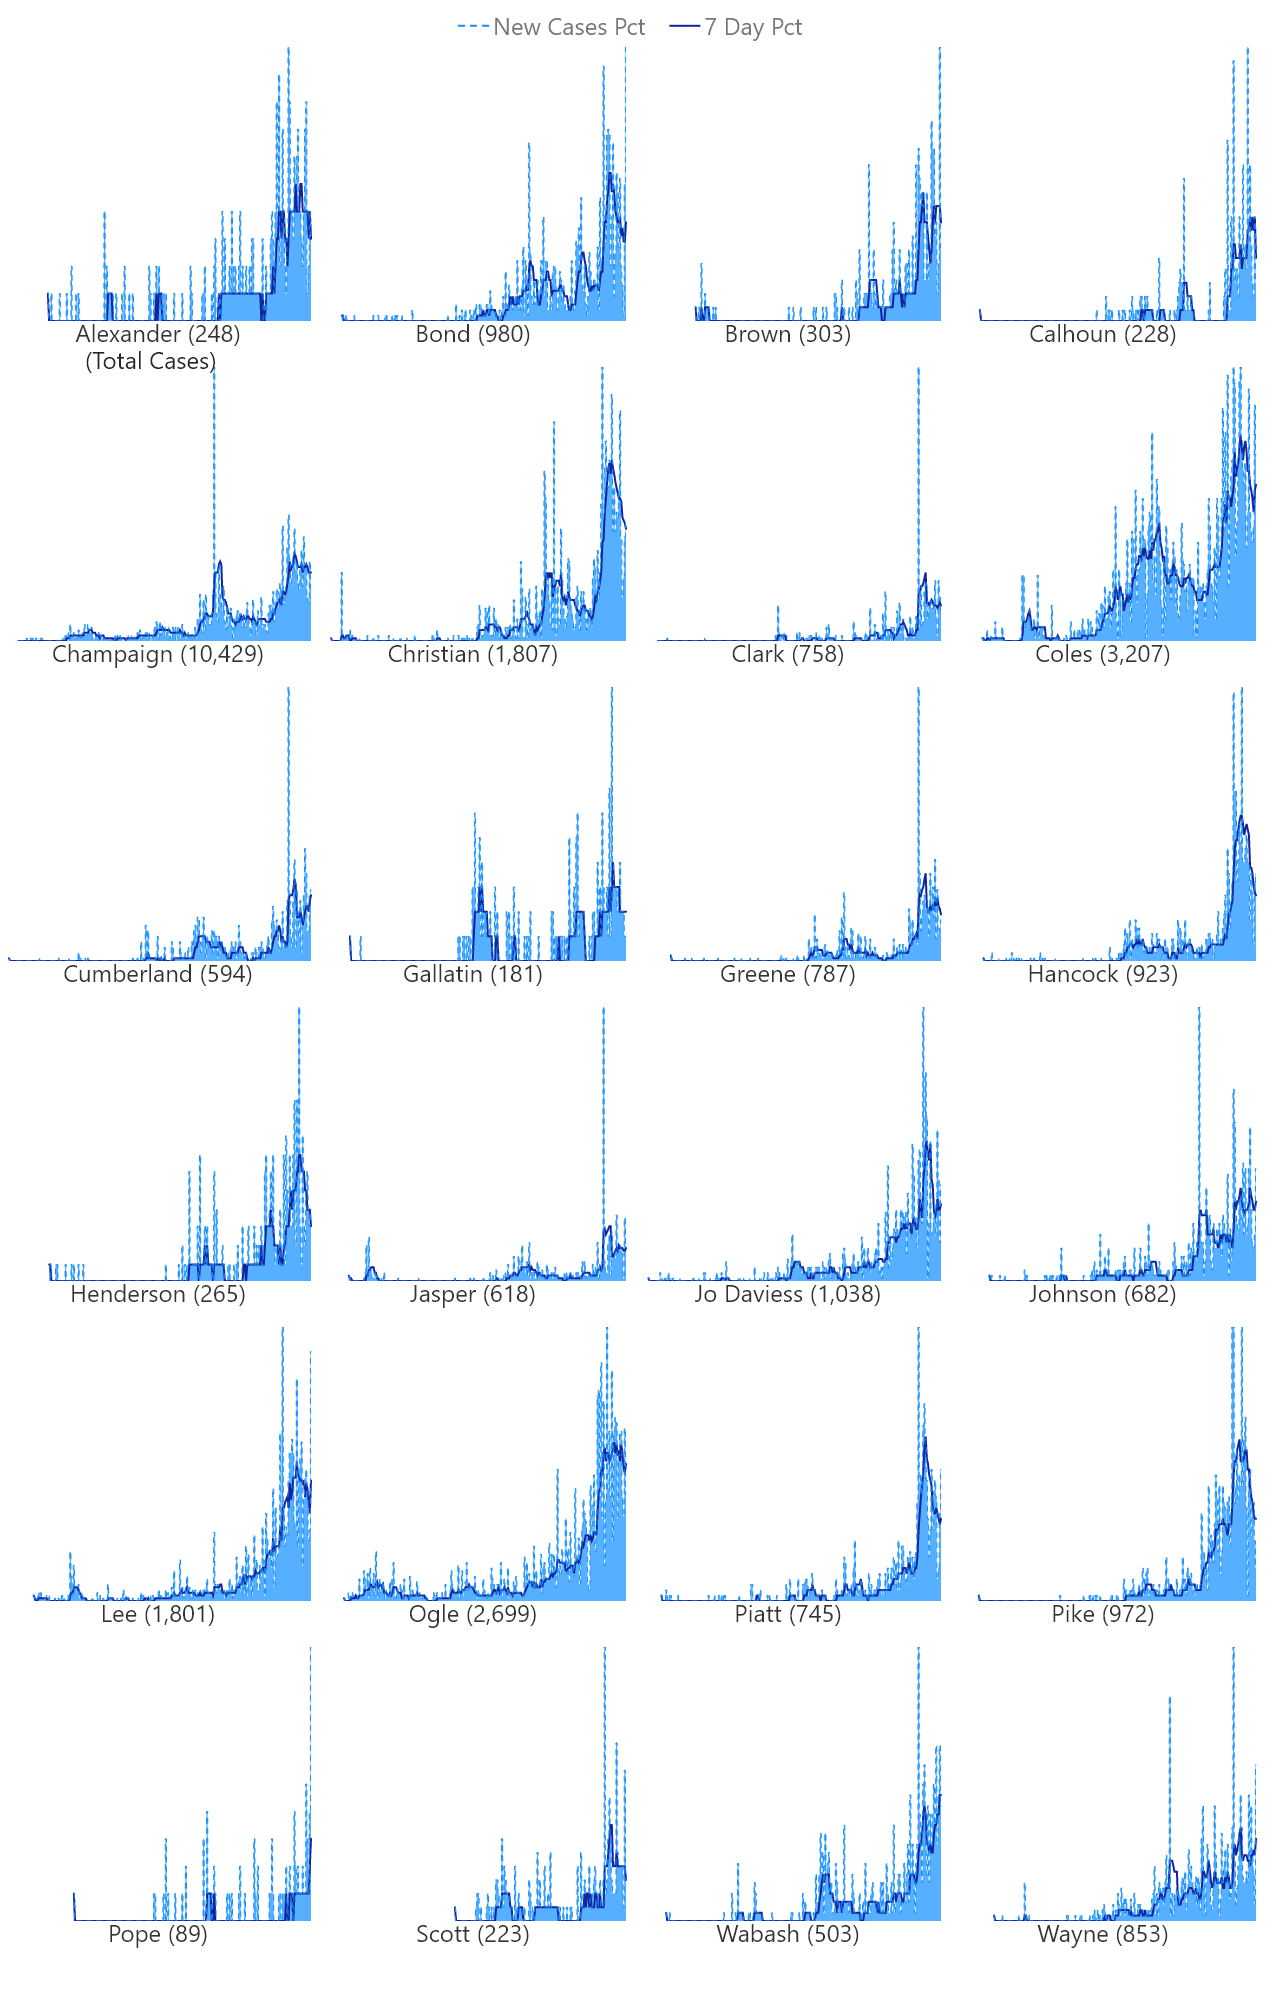 New Cases Pct 7 Day Pct
Alexander (248) Bond (980) Brown (303) Calhoun (228)
(Total Cases)
Champaign (10,429) Christian (1,807) Clark (758) Coles (3,207)
Cumberland (594) Gallatin (181) Greene (787) Hancock (923)
Henderson (265) Jasper (618) Jo Daviess (1,038) Johnson (682)
Lee (1,801) Ogle (2,699) Piatt (745) Pike (972)
Pope (89) Scott (223) Wabash (503) Wayne (853)